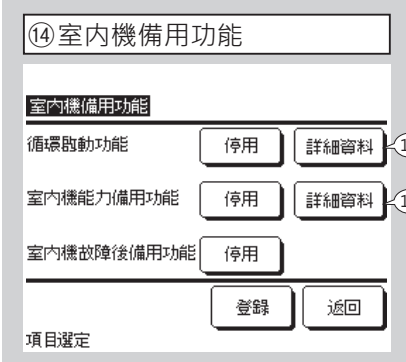 ⑭室內機備用功能
室內機備用功能
循環啟動功能 停用 詳細資料
室內機能力備用功能 停用 詳細資料
室內機故障後備用功能 停用
登錄 返回
項目選定